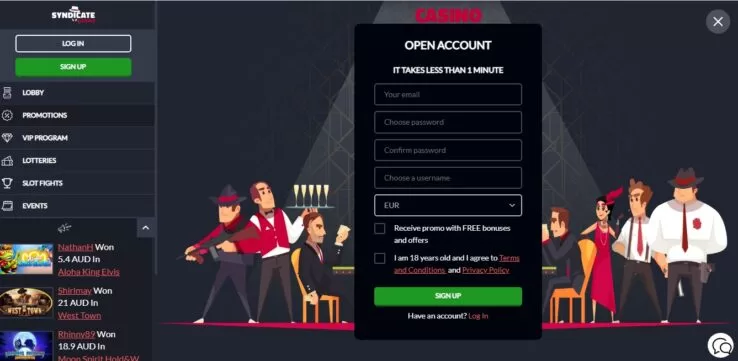 SYNDICATE
LOG IN
SIGN UP
LOBBY
PROMOTIONS
VIP PROGRAM
LOTTERIES
SLOT FIGHTS
EVENTS
NathanH Won
5.4 AUD In
Aloha King Elvis
WEST TOWN
Shirlmay Won
21 AUD In
West Town
Rhinny89 Won
18.9 AUD In
Moon Spirit Hold&W
CASINO
OPEN ACCOUNT
IT TAKES LESS THAN 1 MINUTE
Your email
Choose password
Confirm password
Choose a username
EUR
Receive promo with FREE bonuses
and offers
I am 18 years old and I agree to Terms
and Conditions and Privacy Policy
SIGN UP
Have an account? Log In